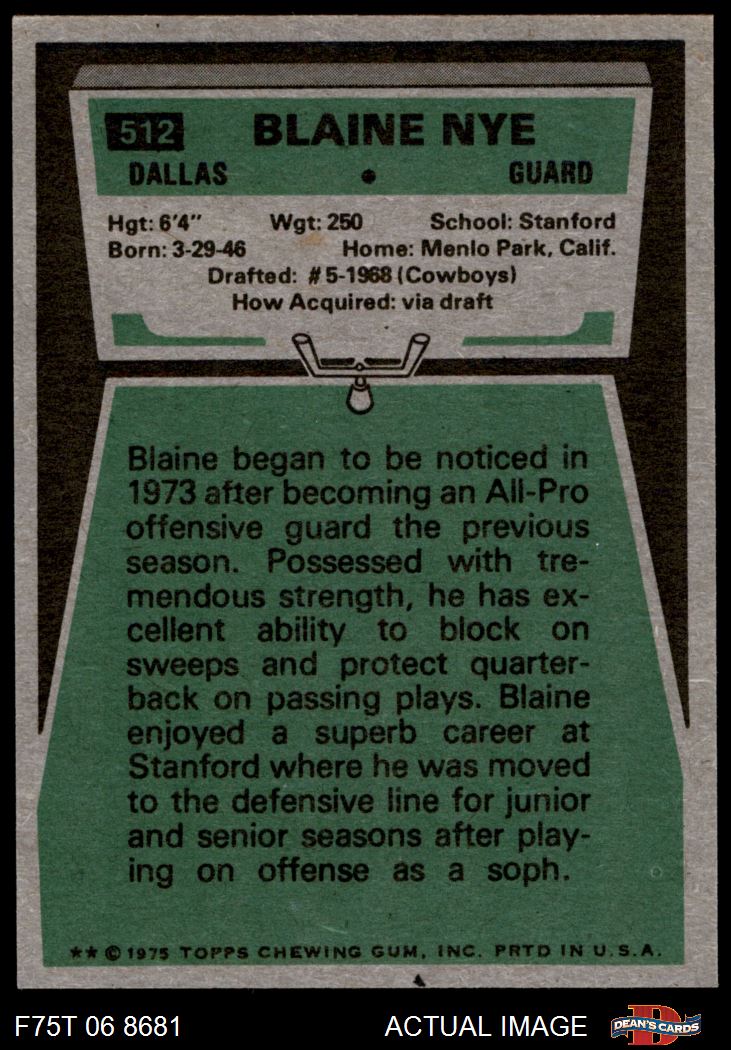 512 BLAINE NYE
DALLAS • GUARD
Hgt: 6'4" Wgt: 250 School: Stanford
Born: 3-29-46 Home: Menlo Park, Calif.
Drafted: #5-1968 (Cowboys)
How Acquired: via draft
Blaine began to be noticed in
1973 after becoming an All-Pro
offensive guard the previous
season. Possessed with tre-
mendous strength, he has ex-
cellent ability to block on
sweeps and protect quarter-
back on passing plays. Blaine
enjoyed a superb career at
Stanford where he was moved
to the defensive line for junior
and senior seasons after play-
ing on offense as a soph.
** © 1975 TOPPS CHEWING GUM, INC. PRTD IN U.S.A.
F75T 06 8681 ACTUAL IMAGE DEAN'S CARDS